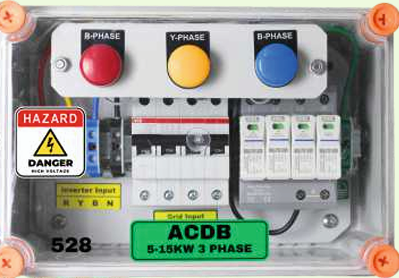 R-PHASE
Y-PHASE
B-PHASE
HAZARD
DANGER
HIGH VOLTAGE
Inverter Input
R Y B N
Grid Input
ACDB
5-15KW 3 PHASE
528